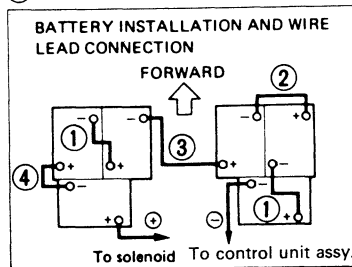 BATTERY INSTALLATION AND WIRE
LEAD CONNECTION
FORWARD
②
− ① − − +
④ + + ③ + −
− − ①
+ ⊕ ⊖ +
To solenoid To control unit assy.